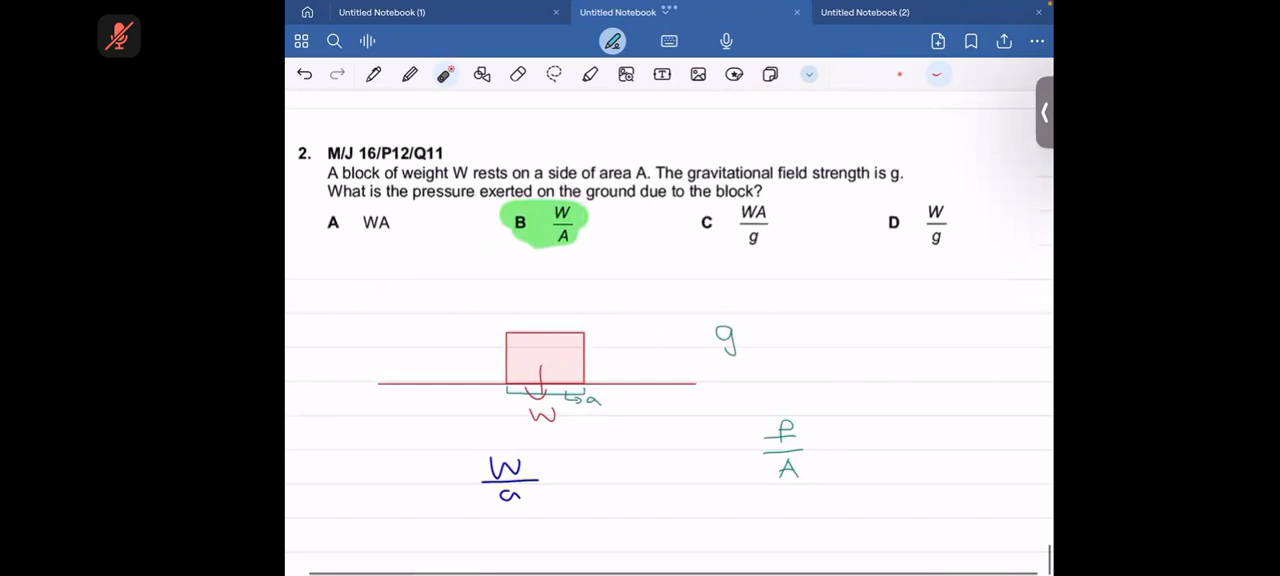 Untitled Notebook (1)
Untitled Notebook
Untitled Notebook (2)
2. M/J 16/P12/Q11
A block of weight W rests on a side of area A. The gravitational field strength is g.
What is the pressure exerted on the ground due to the block?
A WA B W/A C WA/g D W/g
g
a
W
P/A
W/a